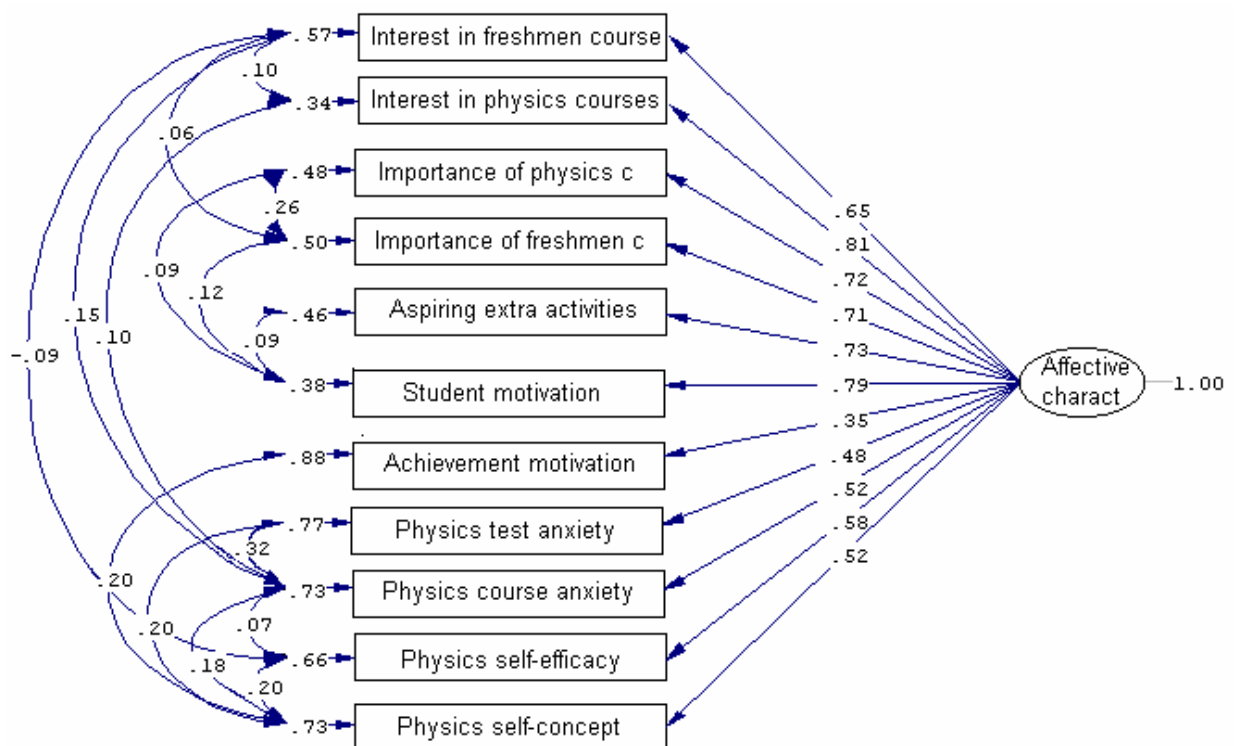 .57 Interest in freshmen course
.10
.34 Interest in physics courses
.06
.48 Importance of physics c
.26
.65
.50 Importance of freshmen c
.81
.09
.72
.12
.46 Aspiring extra activities
.71
.15
.10
.09
.73
-.09
Affective
charact
1.00
.38 Student motivation
.79
.35
.88 Achievement motivation
.48
.77 Physics test anxiety
.52
.32
.58
.20
.73 Physics course anxiety
.52
.20
.07
.18
.66 Physics self-efficacy
.20
.73 Physics self-concept